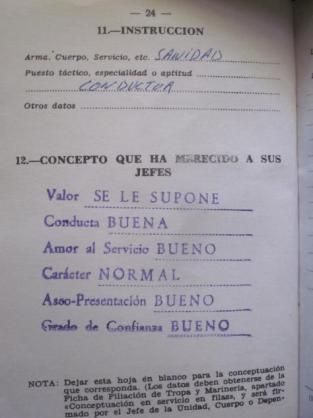 — 24 —
11.—INSTRUCCION
Arma, Cuerpo, Servicio, etc. SANIDAD
Puesto táctico, especialidad o aptitud
CONDUCTOR
Otros datos
12.—CONCEPTO QUE HA MERECIDO A SUS
JEFES
Valor SE LE SUPONE
Conducta BUENA
Amor al Servicio BUENO
Carácter NORMAL
Aseo-Presentación BUENO
Grado de Confianza BUENO
NOTA: Dejar esta hoja en blanco para la conceptuación
que corresponda. (Los datos deben obtenerse de la
Ficha de Filiación de Tropa y Marinería, apartado
«Conceptuación en servicio en filas», y será fir-
mado por el Jefe de la Unidad, Cuerpo o Depen-